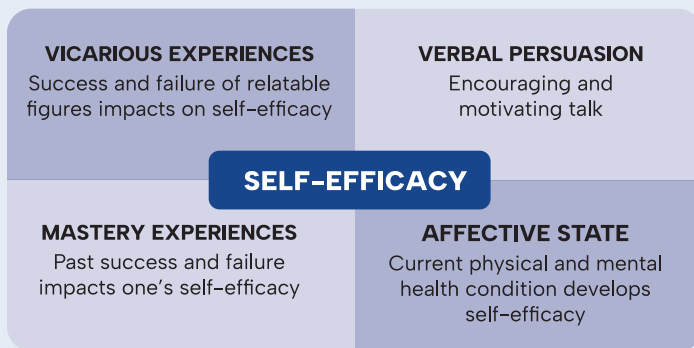 VICARIOUS EXPERIENCES
Success and failure of relatable
figures impacts on self-efficacy
VERBAL PERSUASION
Encouraging and
motivating talk
SELF-EFFICACY
MASTERY EXPERIENCES
Past success and failure
impacts one's self-efficacy
AFFECTIVE STATE
Current physical and mental
health condition develops
self-efficacy